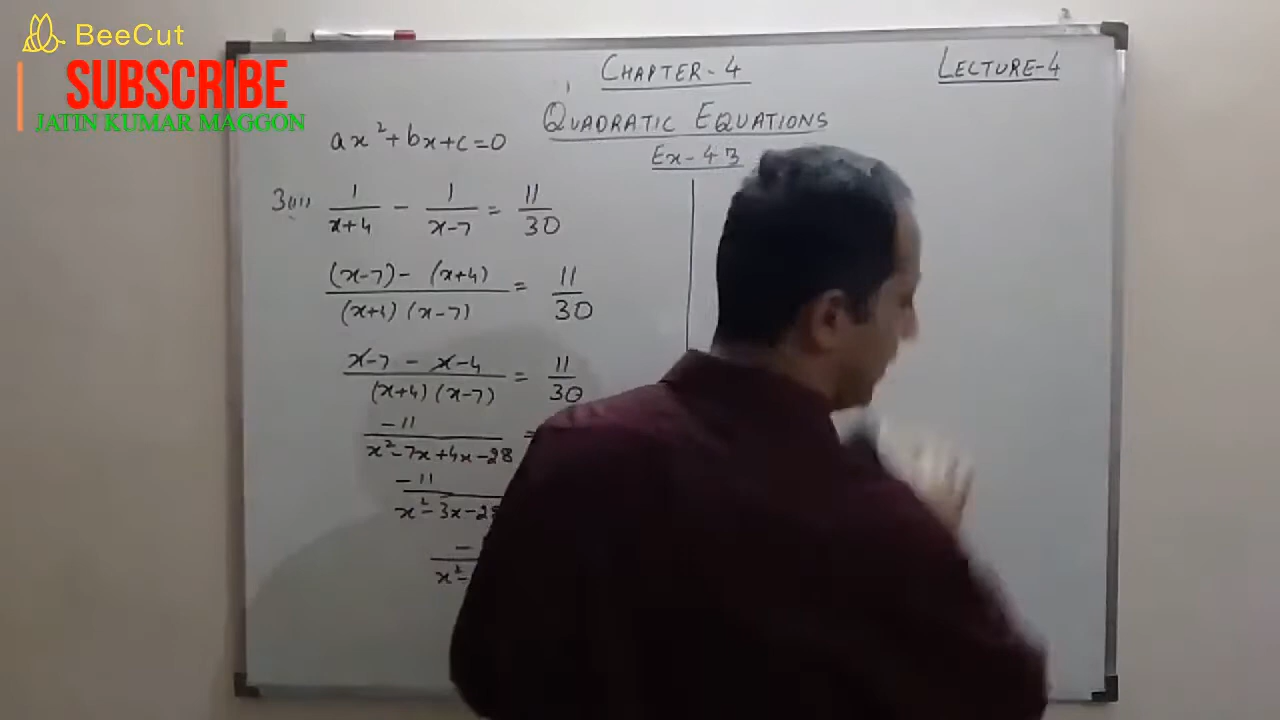 BeeCut
SUBSCRIBE
JATIN KUMAR MAGGON
CHAPTER-4
LECTURE-4
QUADRATIC EQUATIONS
Ex-4.3
ax²+bx+c=0
1/(x+4) - 1/(x-7) = 11/30
((x-7) - (x+4))/((x+4)(x-7)) = 11/30
(x-7 - x-4)/((x+4)(x-7)) = 11/30
-11/(x²-7x+4x-28) =
-11/(x²-3x-28